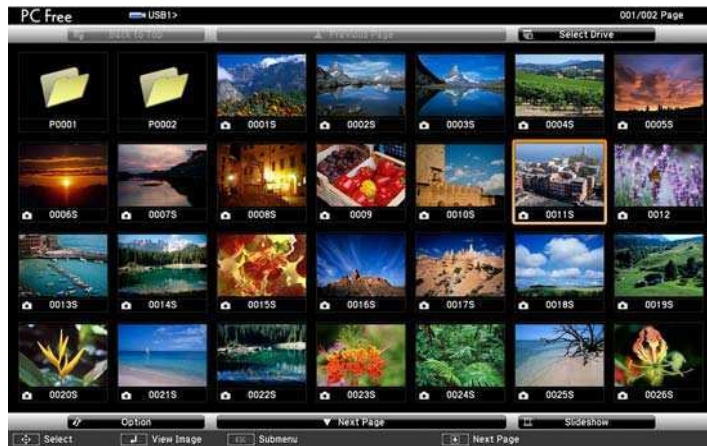 PC Free USB1> 001/002 Page
Back to Top Previous Page Select Drive
P0001 P0002 0001S 0002S 0003S 0004S 0005S
0006S 0007S 0008S 0009 0010S 0011S 0012
0013S 0014S 0015S 0016S 0017S 0018S 0019S
0020S 0021S 0022S 0023S 0024S 0025S 0026S
Option Next Page Slideshow
Select View Image ESC Submenu Next Page